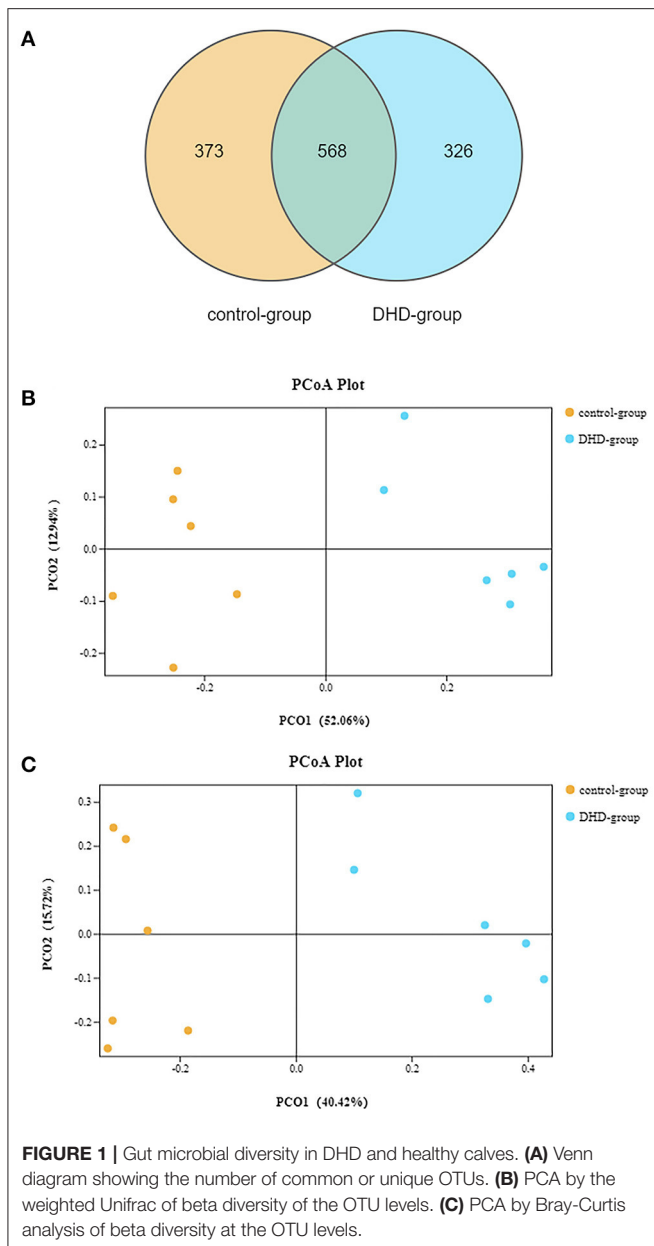 A
373
568
326
control-group
DHD-group
B
PCoA Plot
control-group
DHD-group
0.2
0.1
0.0
-0.1
-0.2
PCO2 (12.94%)
-0.2
0.0
0.2
PCO1 (52.06%)
C
PCoA Plot
control-group
DHD-group
0.3
0.2
0.1
0.0
-0.1
-0.2
PCO2 (15.72%)
-0.2
0.0
0.2
0.4
PCO1 (40.42%)
FIGURE 1 | Gut microbial diversity in DHD and healthy calves. (A) Venn
diagram showing the number of common or unique OTUs. (B) PCA by the
weighted Unifrac of beta diversity of the OTU levels. (C) PCA by Bray-Curtis
analysis of beta diversity at the OTU levels.